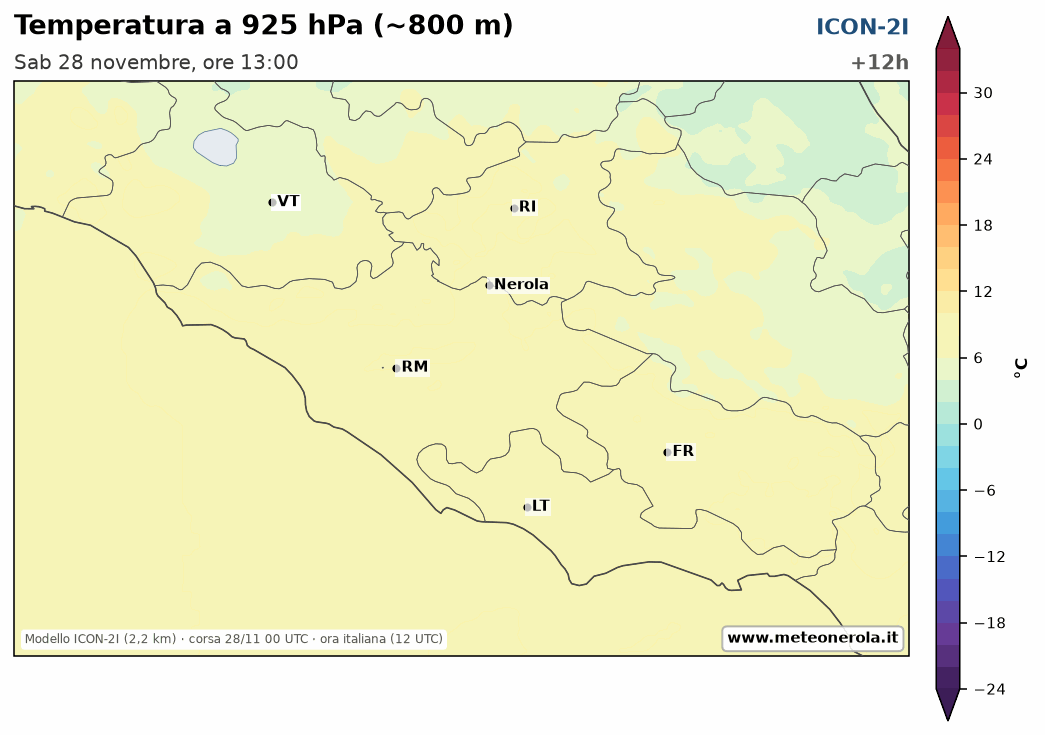 Temperatura a 925 hPa (~800 m)
ICON-2I
Sab 28 novembre, ore 13:00
+12h
VT
RI
Nerola
RM
FR
LT
30
24
18
12
6
0
−6
−12
−18
−24
°C
Modello ICON-2I (2,2 km) · corsa 28/11 00 UTC · ora italiana (12 UTC)
www.meteonerola.it